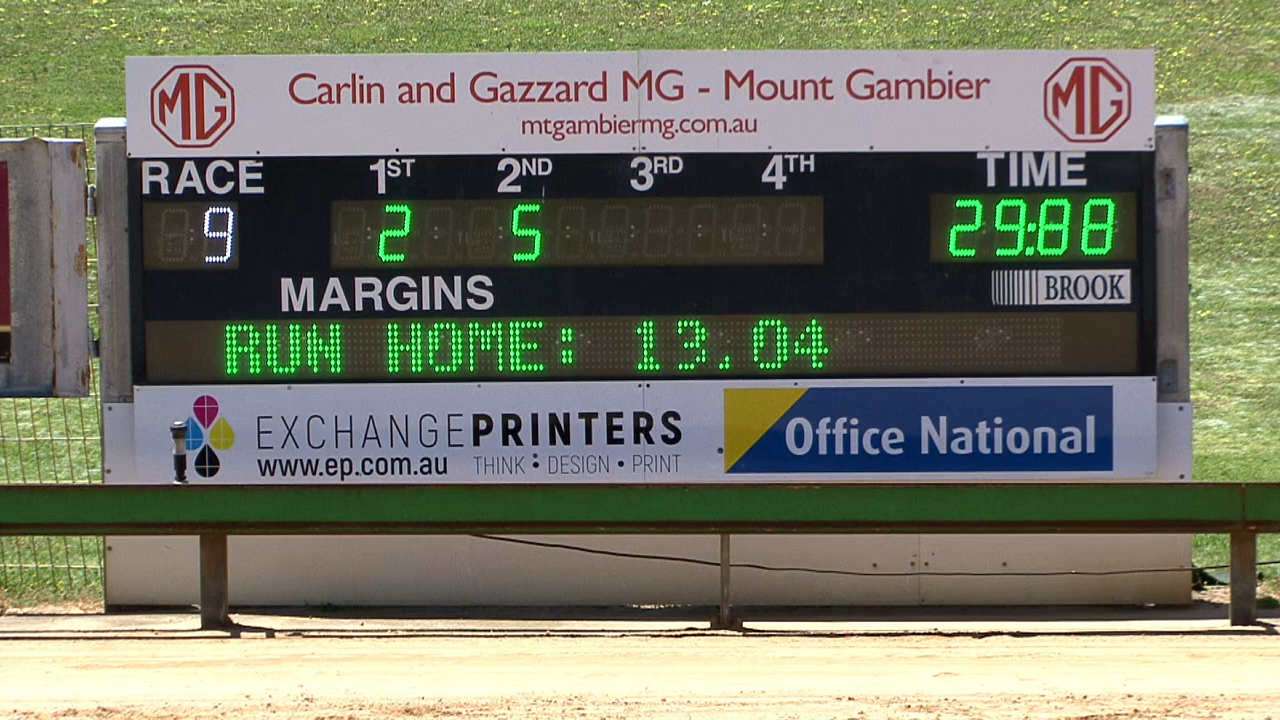 MG Carlin and Gazzard MG - Mount Gambier MG
mtgambiermg.com.au
RACE 1ST 2ND 3RD 4TH TIME
9 2 5 29:88
MARGINS BROOK
RUN HOME: 13.04
EXCHANGEPRINTERS
www.ep.com.au THINK : DESIGN • PRINT
Office National